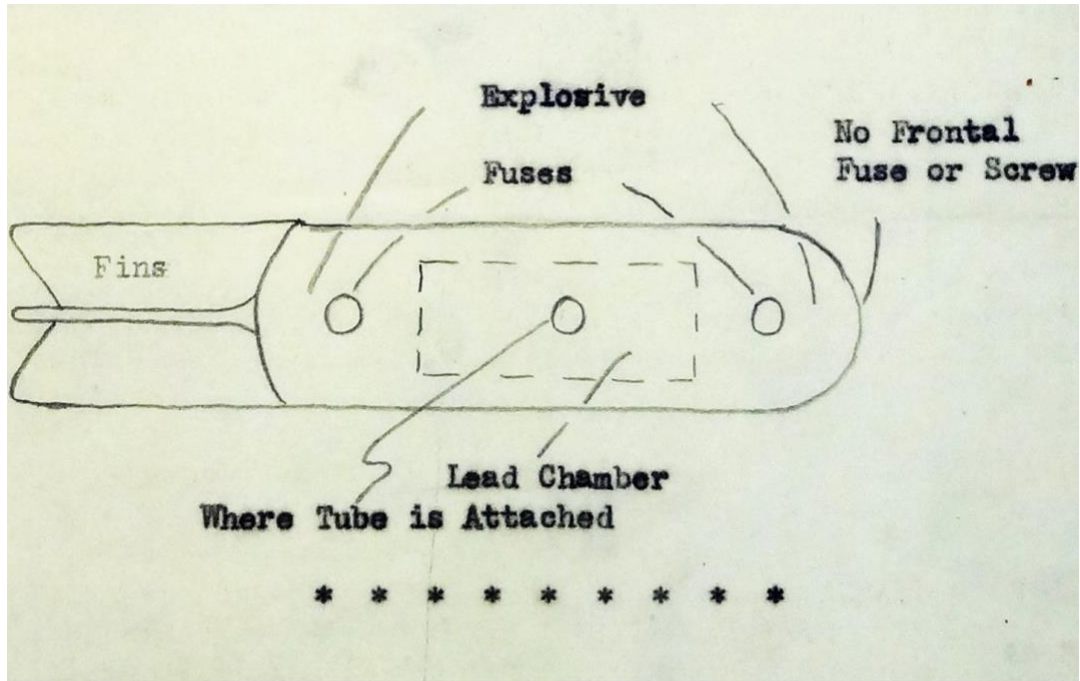 Explosive
No Frontal
Fuse or Screw
Fuses
Fins
Lead Chamber
Where Tube is Attached
* * * * * * * * *